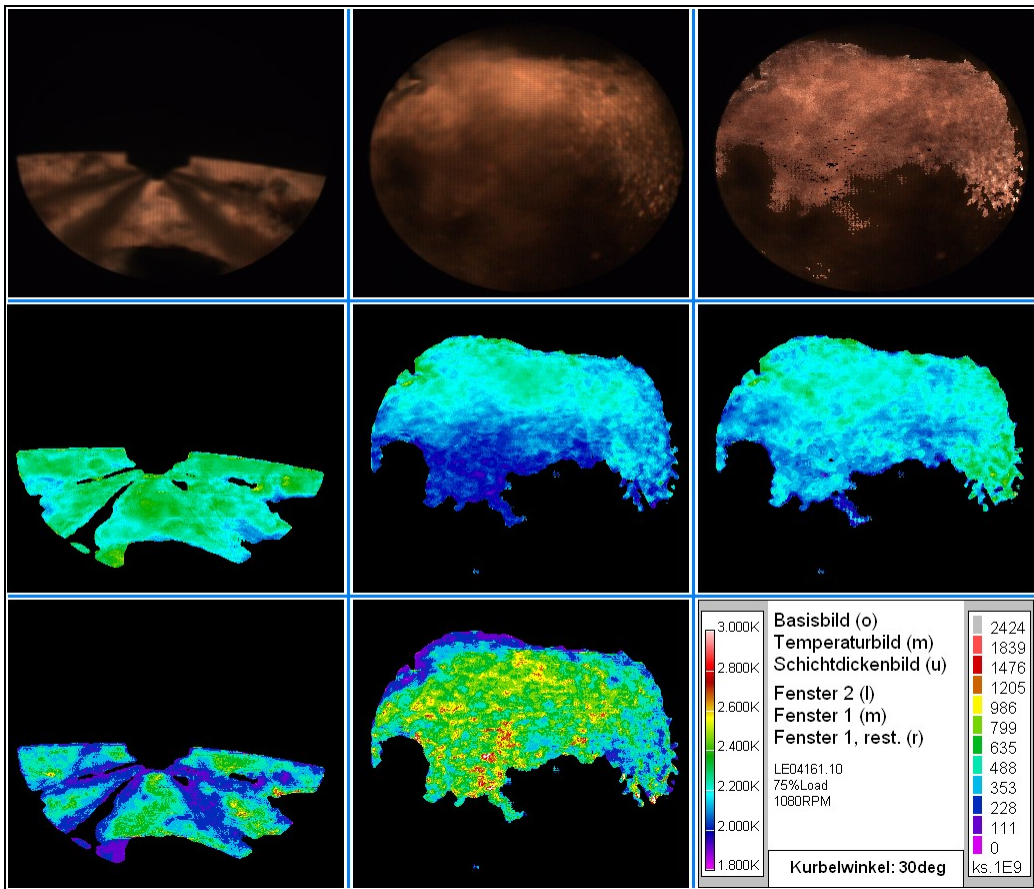 3.000K
2.800K
2.600K
2.400K
2.200K
2.000K
1.800K
Basisbild (o)
Temperaturbild (m)
Schichtdickenbild (u)
Fenster 2 (l)
Fenster 1 (m)
Fenster 1, rest. (r)
LE04161.10
75%Load
1080RPM
Kurbelwinkel: 30deg
2424
1839
1476
1205
986
799
635
488
353
228
111
0
ks.1E9